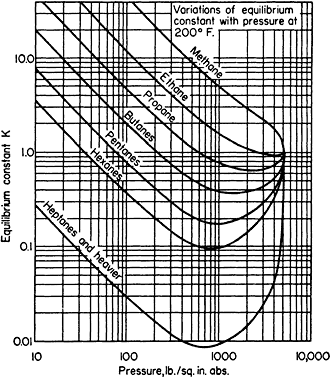 Variations of equilibrium
constant with pressure at
200° F.
Methane
Ethane
Propane
Butanes
Pentanes
Hexanes
Heptanes and heavier
Equilibrium constant K
10.0
1.0
0.1
0.01
10
100
1000
10,000
Pressure,lb./sq. in. abs.